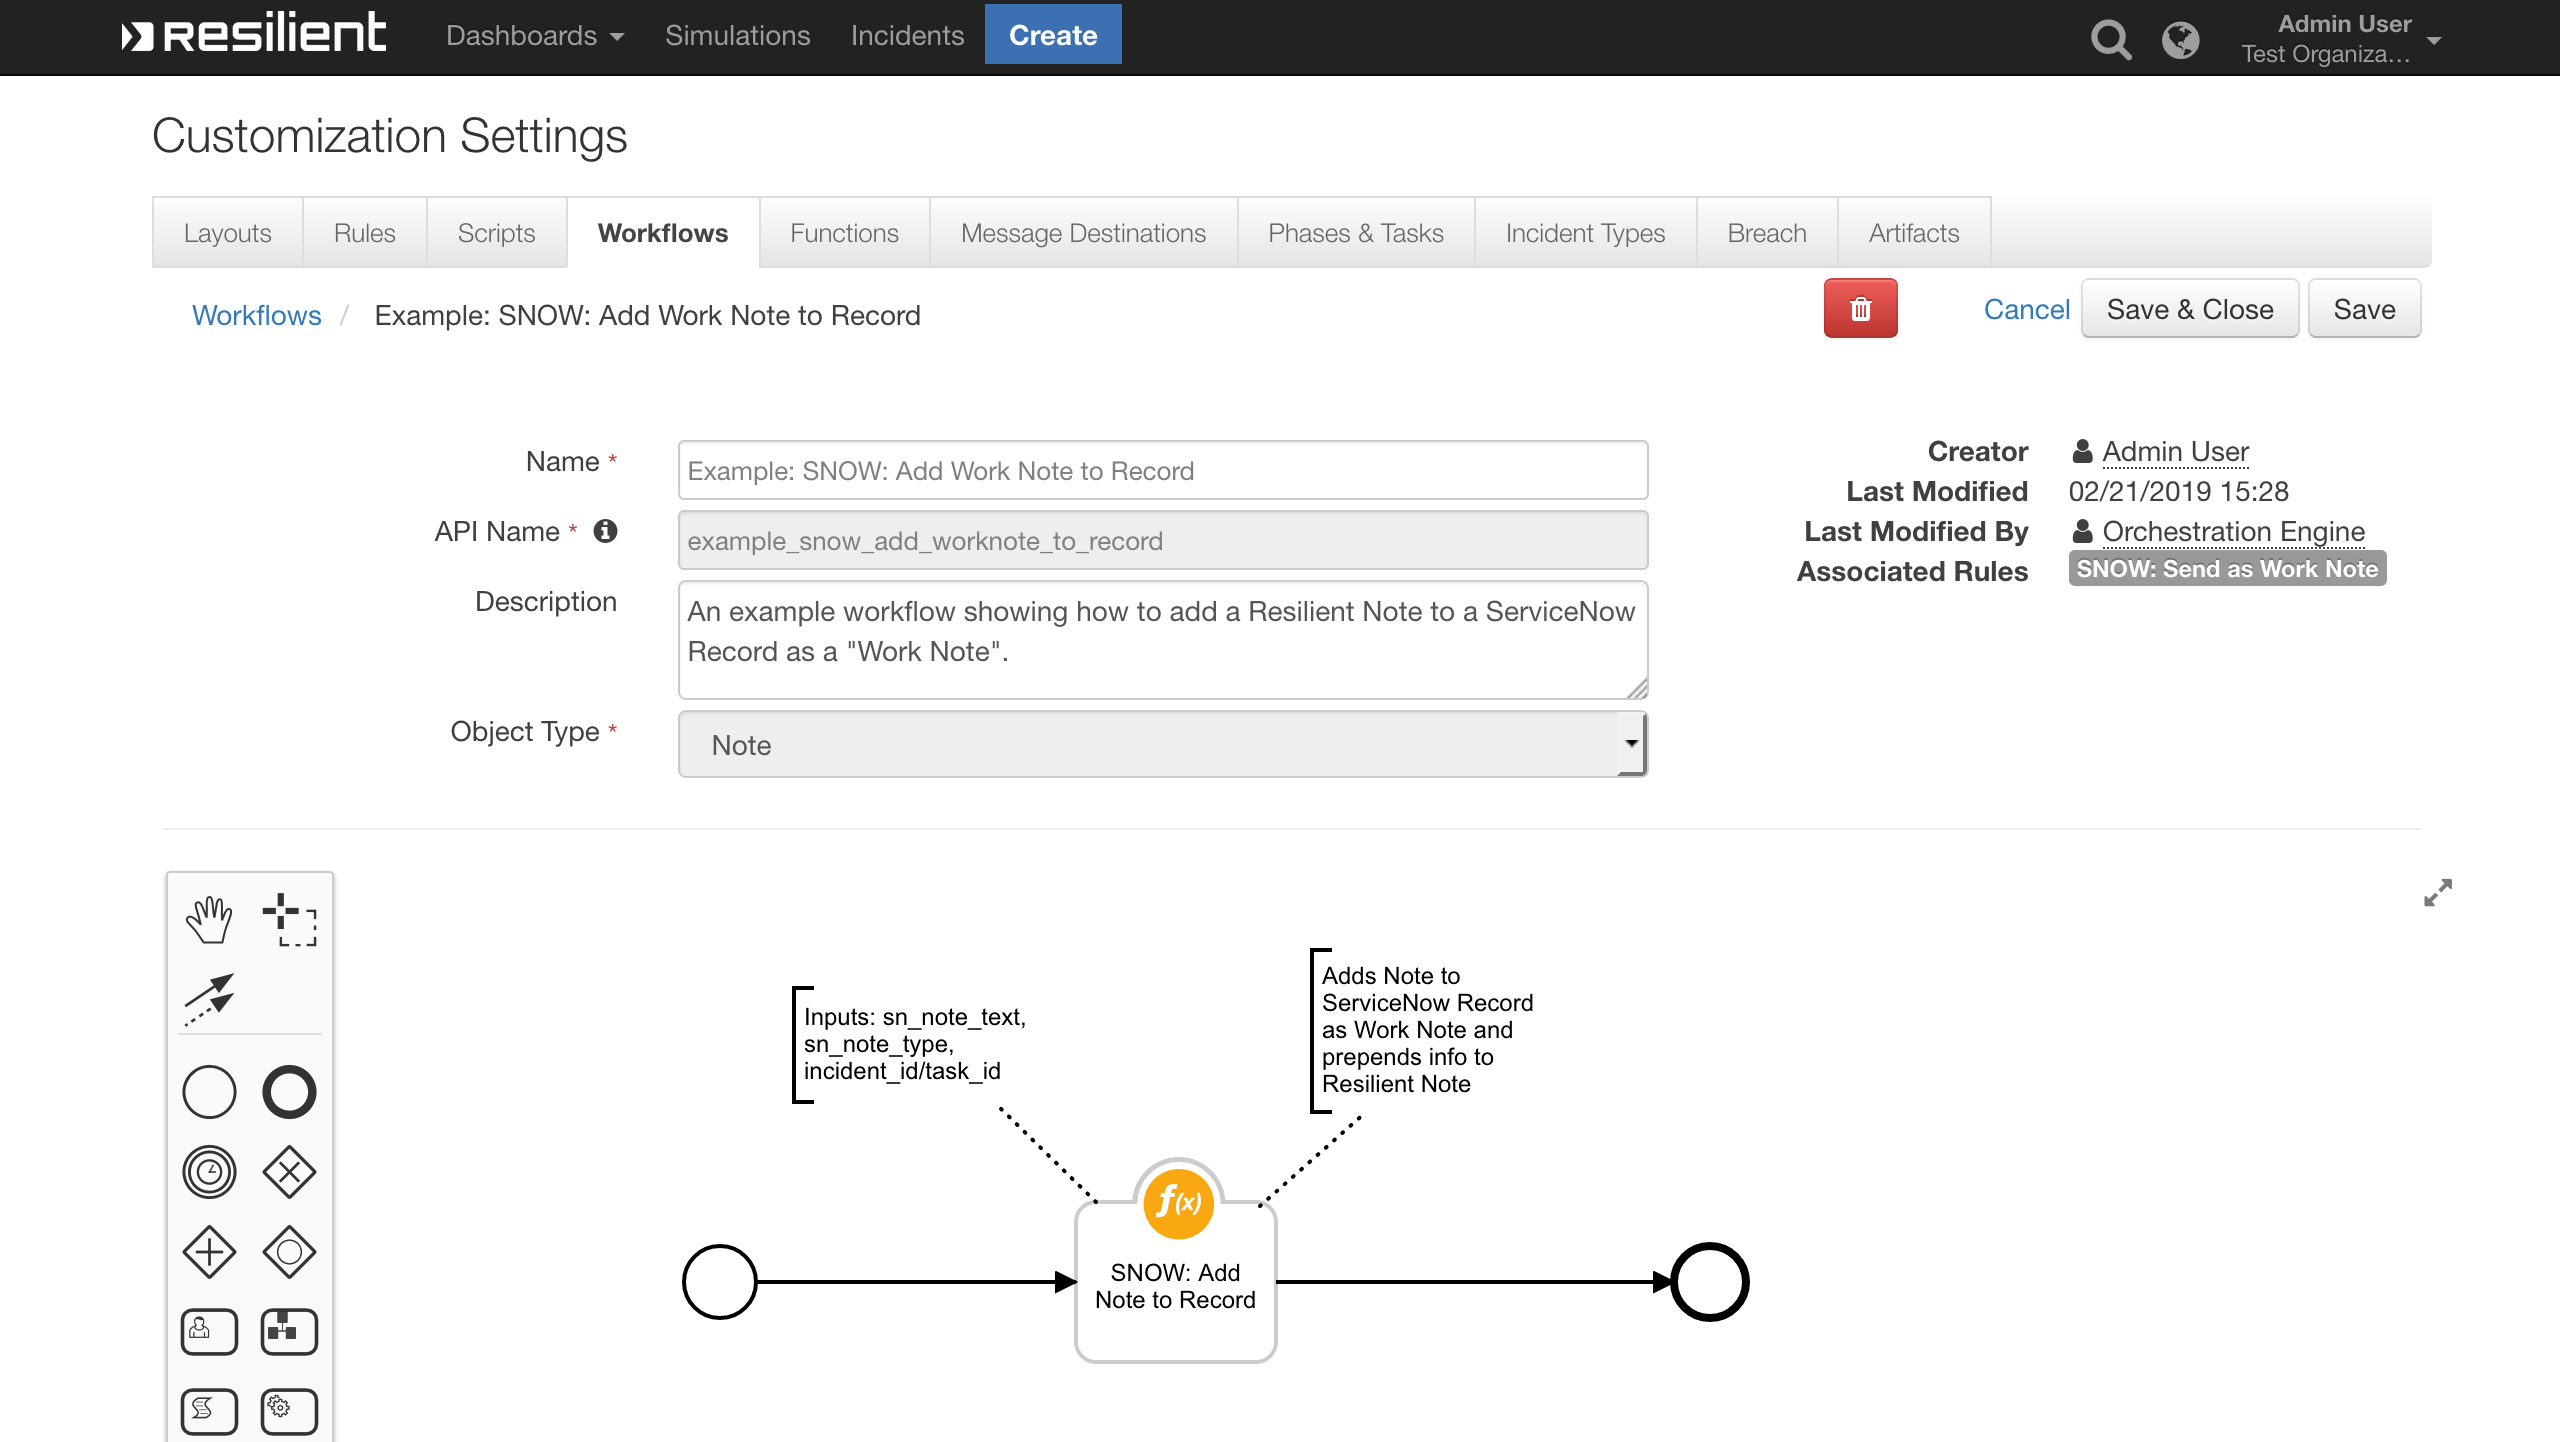 resilient Dashboards Simulations Incidents Create Admin User
Test Organiza...
Customization Settings
Layouts Rules Scripts Workflows Functions Message Destinations Phases & Tasks Incident Types Breach Artifacts
Workflows / Example: SNOW: Add Work Note to Record Cancel Save & Close Save
Name * Example: SNOW: Add Work Note to Record
API Name * example_snow_add_worknote_to_record
Description An example workflow showing how to add a Resilient Note to a ServiceNow
Record as a "Work Note".
Object Type * Note
Creator Admin User
Last Modified 02/21/2019 15:28
Last Modified By Orchestration Engine
Associated Rules SNOW: Send as Work Note
Inputs: sn_note_text,
sn_note_type,
incident_id/task_id
Adds Note to
ServiceNow Record
as Work Note and
prepends info to
Resilient Note
f(x)
SNOW: Add
Note to Record